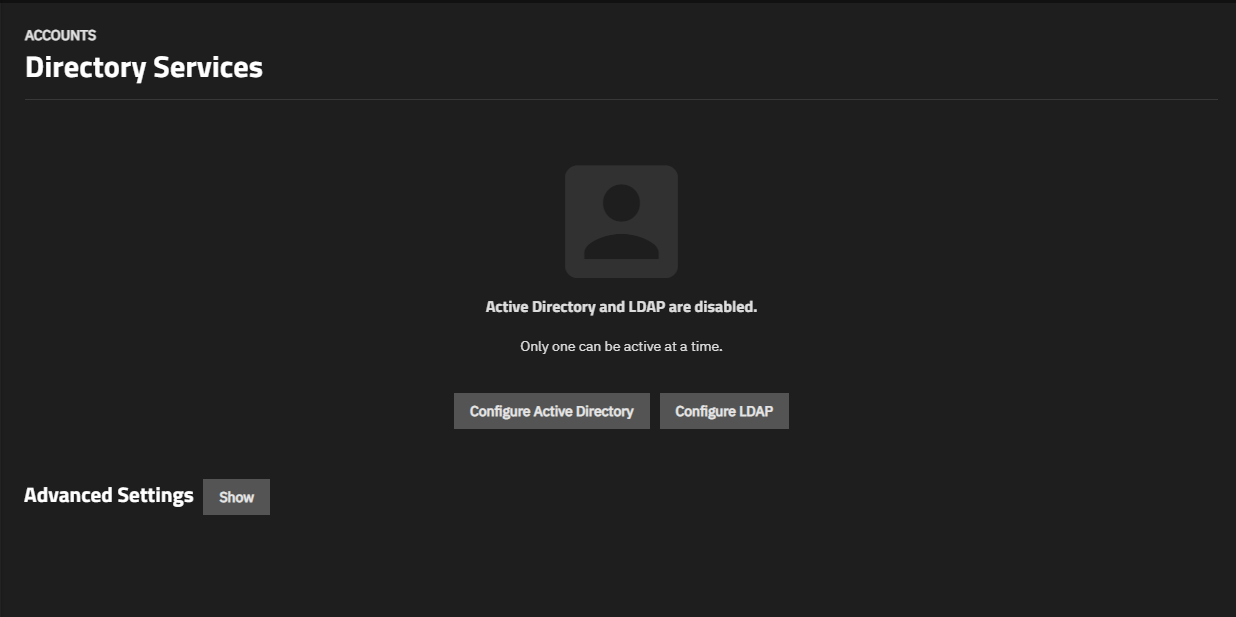 ACCOUNTS
Directory Services
Active Directory and LDAP are disabled.
Only one can be active at a time.
Configure Active Directory
Configure LDAP
Advanced Settings
Show